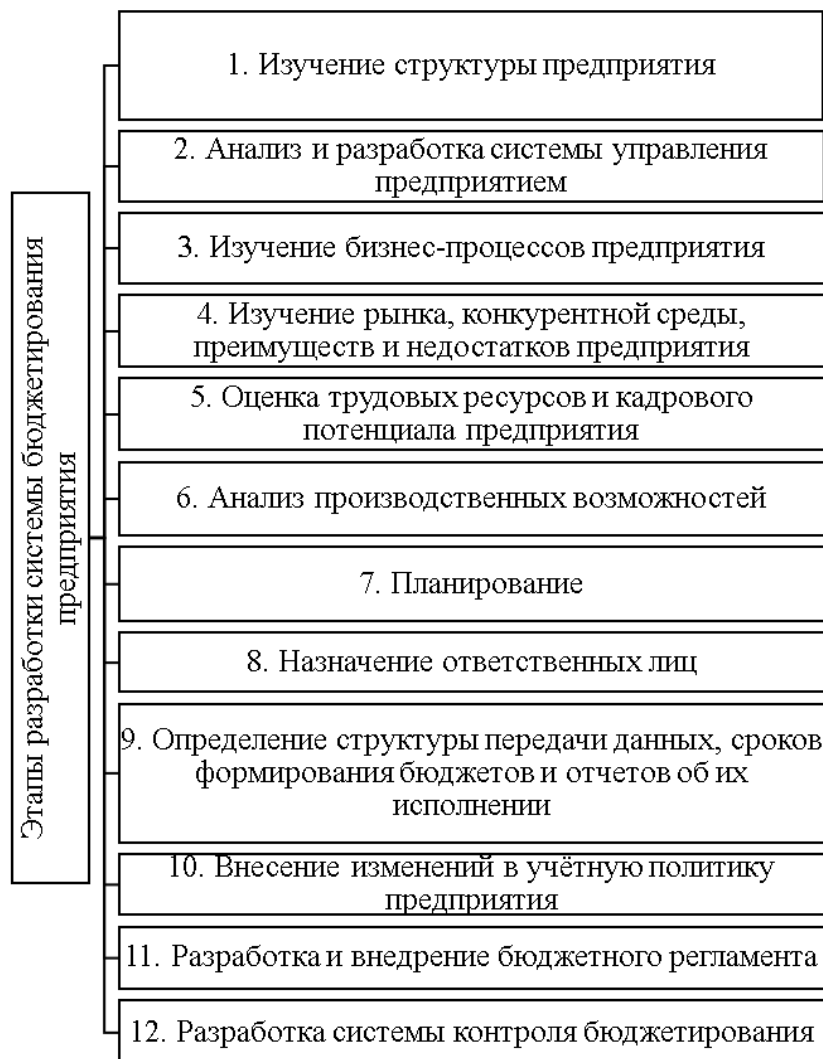 Этапы разработки системы бюджетирования
предприятия
1. Изучение структуры предприятия
2. Анализ и разработка системы управления
предприятием
3. Изучение бизнес-процессов предприятия
4. Изучение рынка, конкурентной среды,
преимуществ и недостатков предприятия
5. Оценка трудовых ресурсов и кадрового
потенциала предприятия
6. Анализ производственных возможностей
7. Планирование
8. Назначение ответственных лиц
9. Определение структуры передачи данных, сроков
формирования бюджетов и отчетов об их
исполнении
10. Внесение изменений в учётную политику
предприятия
11. Разработка и внедрение бюджетного регламента
12. Разработка системы контроля бюджетирования